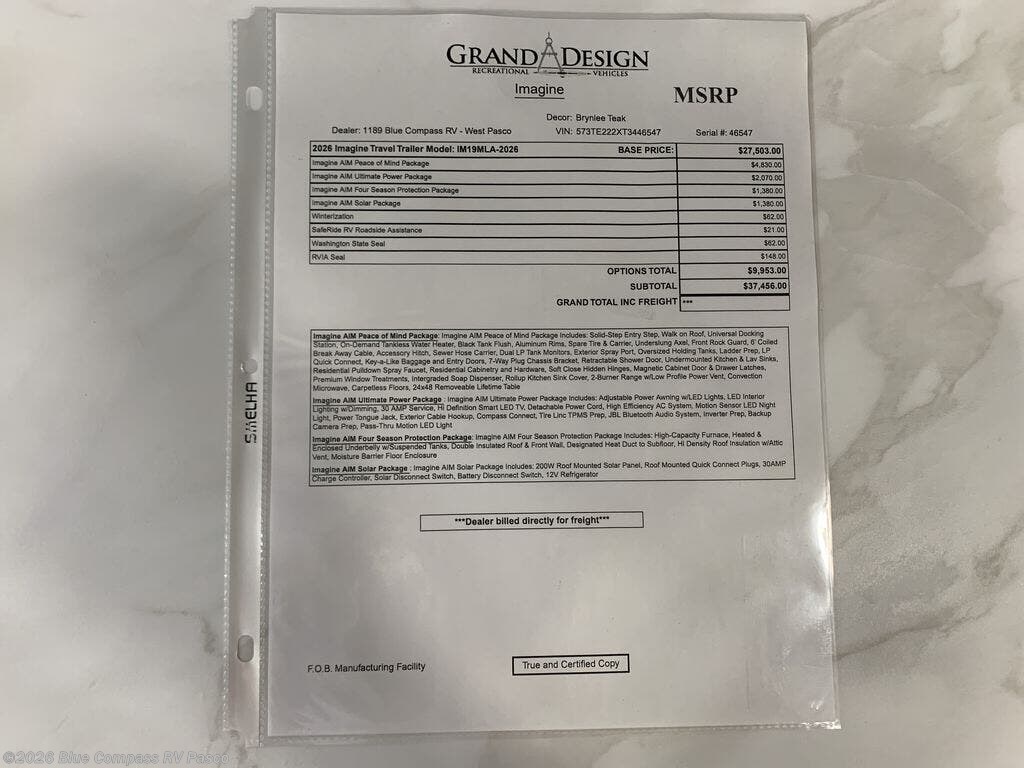 GRAND DESIGN
RECREATIONAL VEHICLES
Imagine
MSRP
Decor: Brynlee Teak
Dealer: 1189 Blue Compass RV - West Pasco VIN: 573TE222XT3446547 Serial #: 46547
2026 Imagine Travel Trailer Model: IM19MLA-2026 BASE PRICE: $27,503.00
Imagine AIM Peace of Mind Package $4,830.00
Imagine AIM Ultimate Power Package $2,070.00
Imagine AIM Four Season Protection Package $1,380.00
Imagine AIM Solar Package $1,380.00
Winterization $62.00
SafeRide RV Roadside Assistance $21.00
Washington State Seal $62.00
RVIA Seal $148.00
OPTIONS TOTAL $9,953.00
SUBTOTAL $37,456.00
GRAND TOTAL INC FREIGHT ***
Imagine AIM Peace of Mind Package: Imagine AIM Peace of Mind Package Includes: Solid-Step Entry Step, Walk on Roof, Universal Docking
Station, On-Demand Tankless Water Heater, Black Tank Flush, Aluminum Rims, Spare Tire & Carrier, Underslung Axel, Front Rock Guard, 6' Coiled
Break Away Cable, Accessory Hitch, Sewer Hose Carrier, Dual LP Tank Monitors, Exterior Spray Port, Oversized Holding Tanks, Ladder Prep, LP
Quick Connect, Key-a-Like Baggage and Entry Doors, 7-Way Plug Chassis Bracket, Retractable Shower Door, Undermounted Kitchen & Lav Sinks,
Residential Pulldown Spray Faucet, Residential Cabinetry and Hardware, Soft Close Hidden Hinges, Magnetic Cabinet Door & Drawer Latches,
Premium Window Treatments, Intergraded Soap Dispenser, Rollup Kitchen Sink Cover, 2-Burner Range w/Low Profile Power Vent, Convection
Microwave, Carpetless Floors, 24x48 Removeable Lifetime Table
Imagine AIM Ultimate Power Package : Imagine AIM Ultimate Power Package Includes: Adjustable Power Awning w/LED Lights, LED Interior
Lighting w/Dimming, 30 AMP Service, Hi Definition Smart LED TV, Detachable Power Cord, High Efficiency AC System, Motion Sensor LED Night
Light, Power Tongue Jack, Exterior Cable Hookup, Compass Connect, Tire Linc TPMS Prep, JBL Bluetooth Audio System, Inverter Prep, Backup
Camera Prep, Pass-Thru Motion LED Light
Imagine AIM Four Season Protection Package: Imagine AIM Four Season Protection Package Includes: High-Capacity Furnace, Heated &
Enclosed Underbelly w/Suspended Tanks, Double Insulated Roof & Front Wall, Designated Heat Duct to Subfloor, Hi Density Roof Insulation w/Attic
Vent, Moisture Barrier Floor Enclosure
Imagine AIM Solar Package : Imagine AIM Solar Package Includes: 200W Roof Mounted Solar Panel, Roof Mounted Quick Connect Plugs, 30AMP
Charge Controller, Solar Disconnect Switch, Battery Disconnect Switch, 12V Refrigerator
***Dealer billed directly for freight***
F.O.B. Manufacturing Facility
True and Certified Copy
©2026 Blue Compass RV Pasco